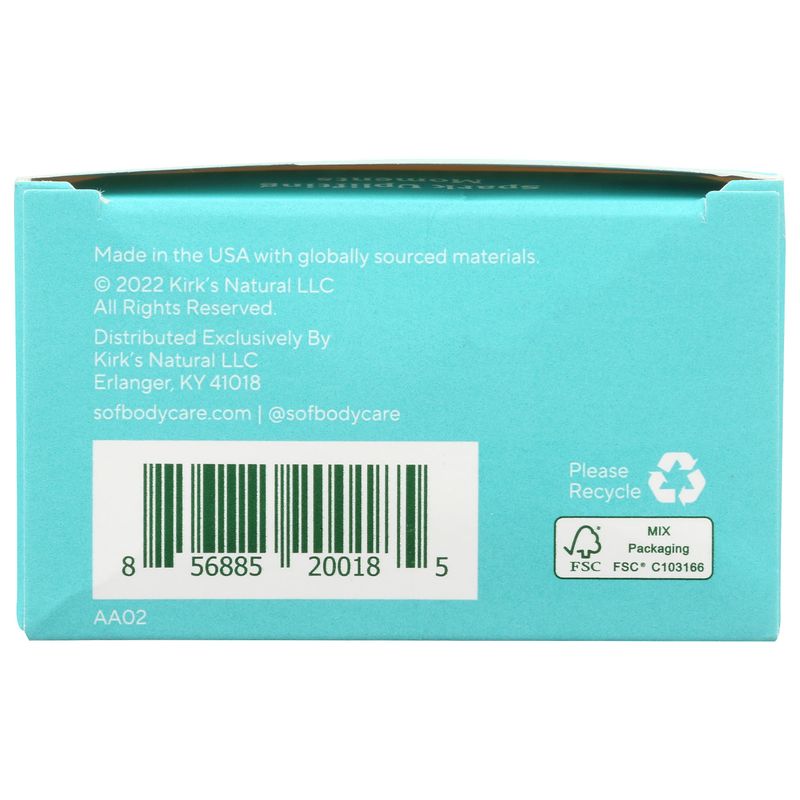 spark Uplifting
Moments
Made in the USA with globally sourced materials.
© 2022 Kirk's Natural LLC
All Rights Reserved.
Distributed Exclusively By
Kirk's Natural LLC
Erlanger, KY 41018
sofbodycare.com | @sofbodycare
8 56885 20018 5
AA02
Please
Recycle
FSC
MIX
Packaging
FSC® C103166